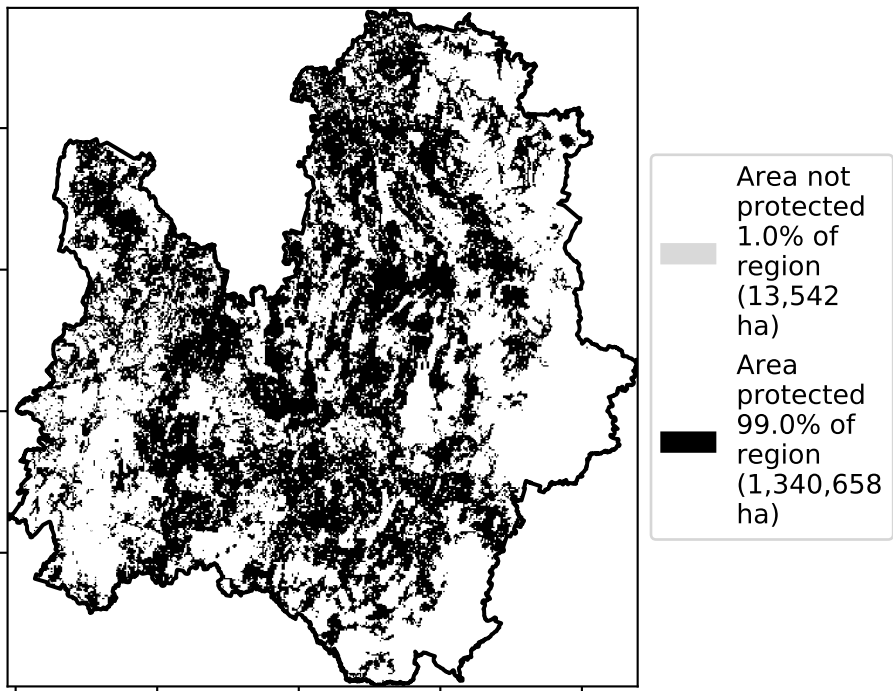 Area not
protected
1.0% of
region
(13,542
ha)
Area
protected
99.0% of
region
(1,340,658
ha)